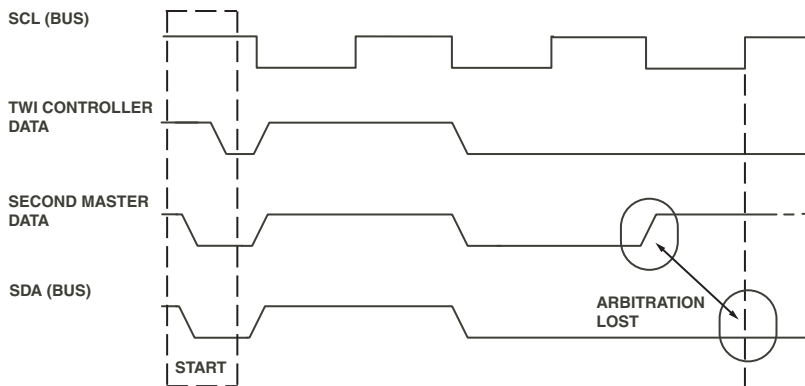 SCL (BUS)
TWI CONTROLLER
DATA
SECOND MASTER
DATA
SDA (BUS)
ARBITRATION
LOST
START